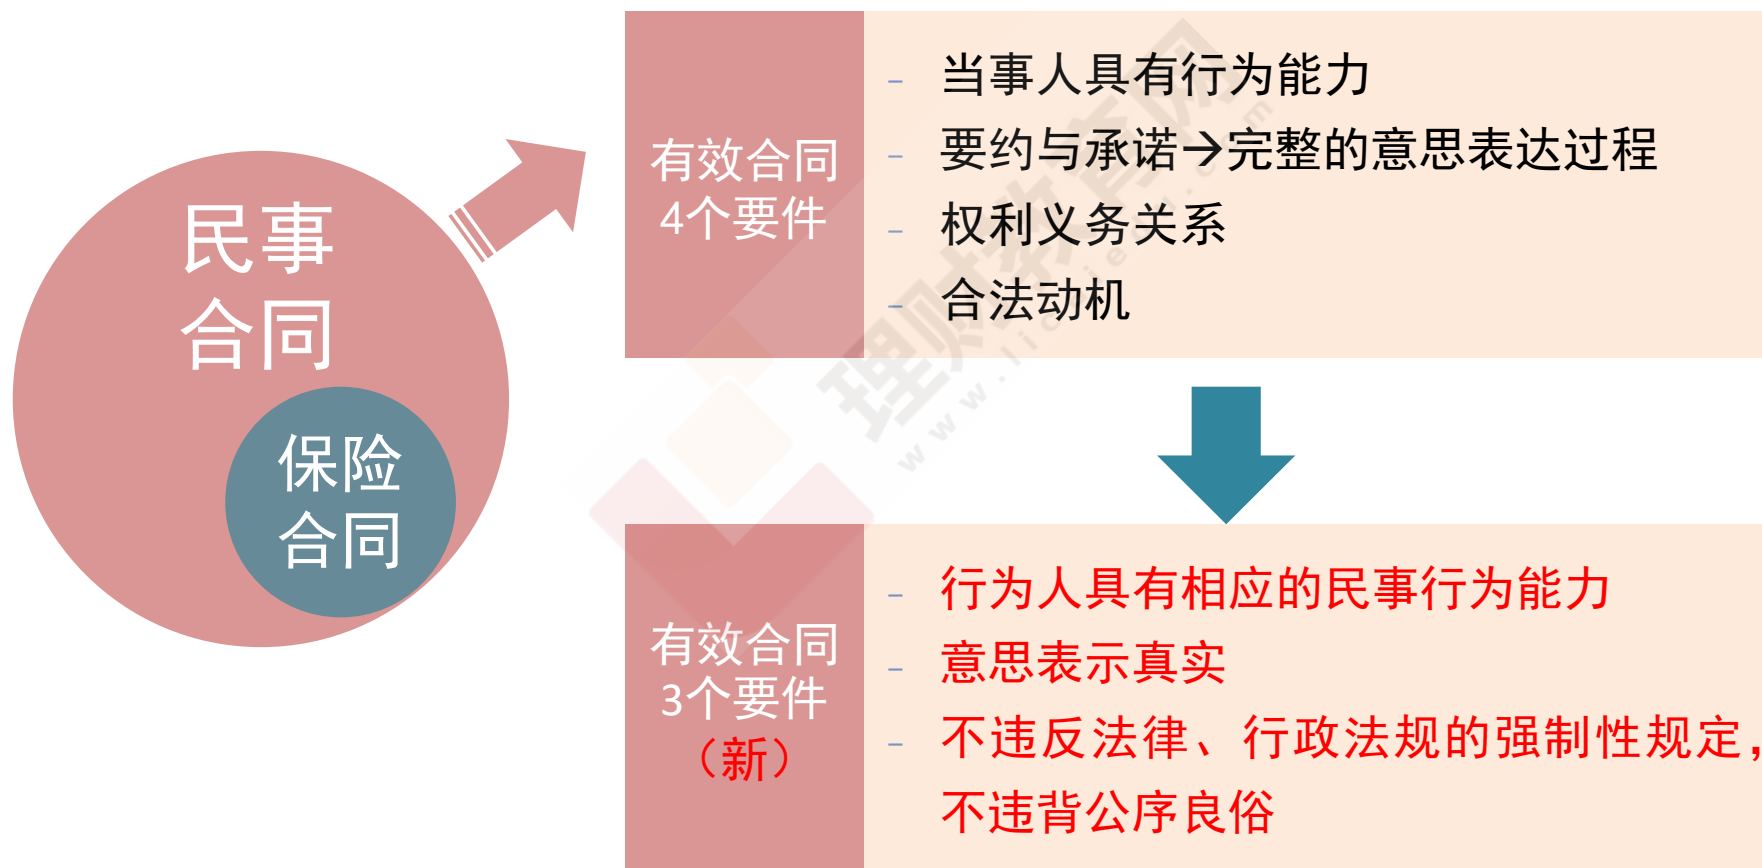 民事
合同
保险
合同
有效合同
4个要件
- 当事人具有行为能力
- 要约与承诺→完整的意思表达过程
- 权利义务关系
- 合法动机
有效合同
3个要件
（新）
- 行为人具有相应的民事行为能力
- 意思表示真实
- 不违反法律、行政法规的强制性规定，
不违背公序良俗
理财教育网